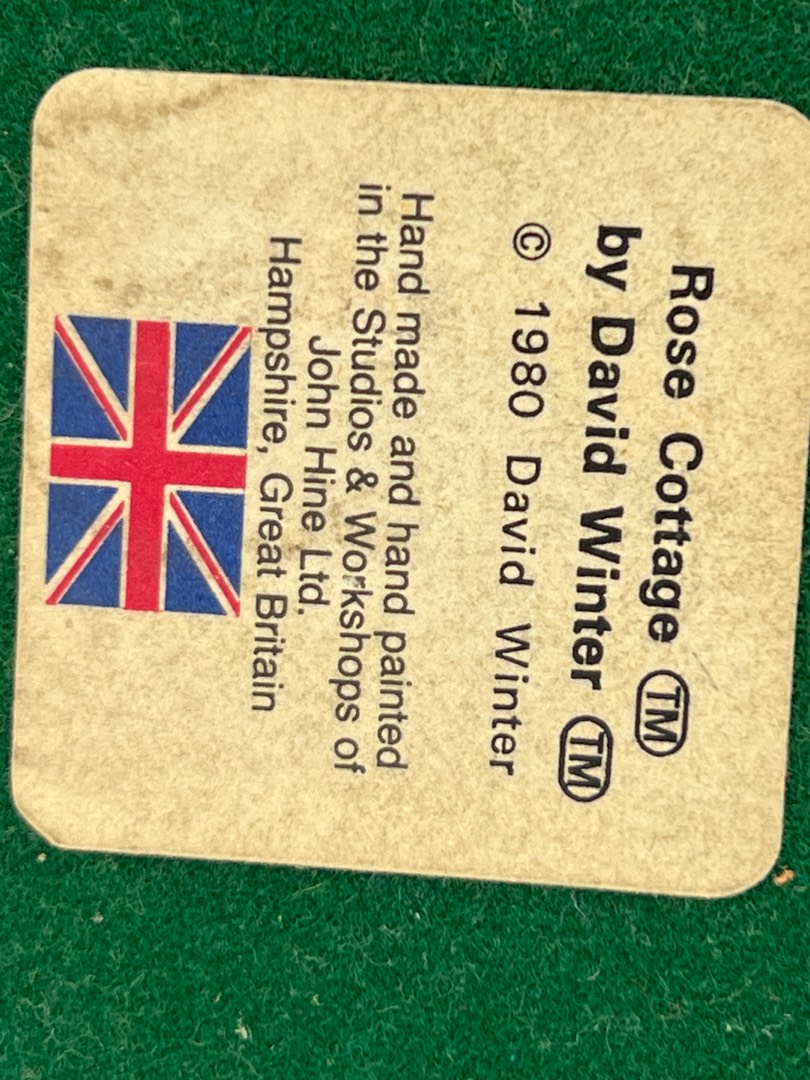 Rose Cottage ™
by David Winter ™
© 1980 David Winter
Hand made and hand painted
in the Studios & Workshops of
John Hine Ltd.
Hampshire, Great Britain